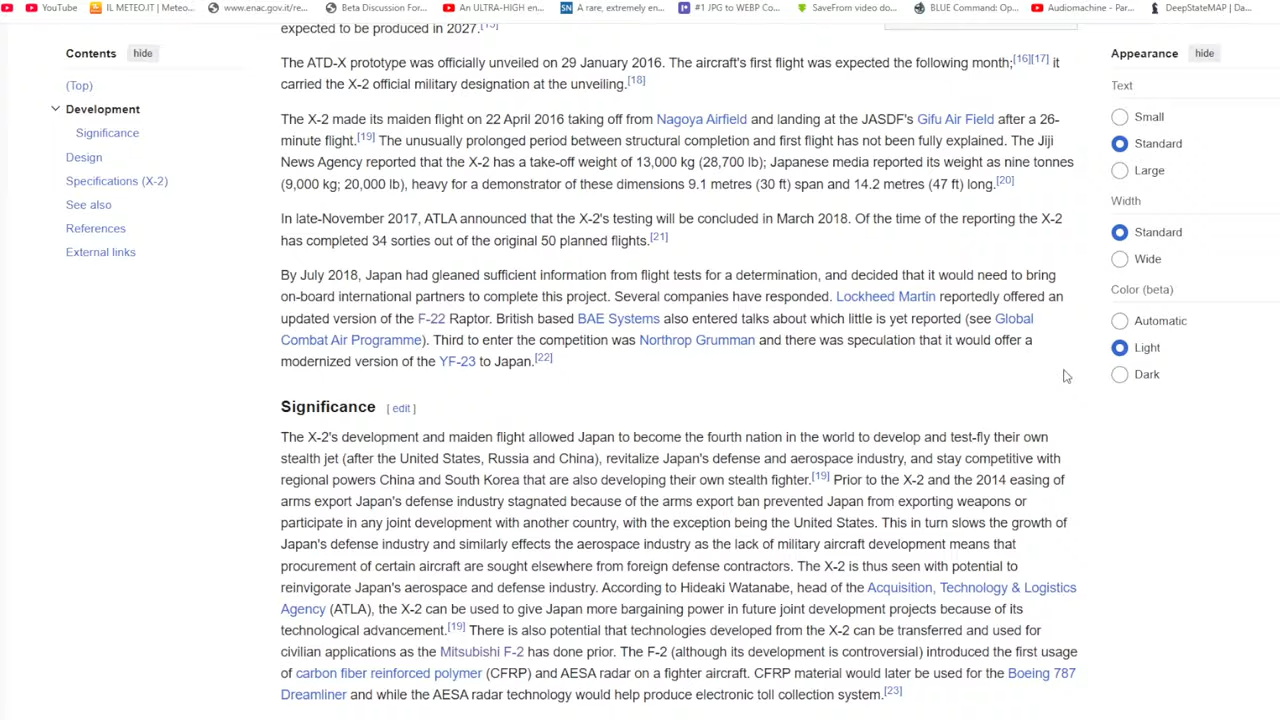 YouTube IL METEO.IT | Meteo... www.enac.gov.it/re... Beta Discussion For... An ULTRA-HIGH en... A rare, extremely en... #1 JPG to WEBP Co... SaveFrom video do... BLUE Command: Op... Audiomachine - Par... DeepStateMAP | Da...
expected to be produced in 2027.
Contents hide
(Top)
Development
Significance
Design
Specifications (X-2)
See also
References
External links
The ATD-X prototype was officially unveiled on 29 January 2016. The aircraft's first flight was expected the following month;[16][17] it
carried the X-2 official military designation at the unveiling.[18]
The X-2 made its maiden flight on 22 April 2016 taking off from Nagoya Airfield and landing at the JASDF's Gifu Air Field after a 26-
minute flight.[19] The unusually prolonged period between structural completion and first flight has not been fully explained. The Jiji
News Agency reported that the X-2 has a take-off weight of 13,000 kg (28,700 lb); Japanese media reported its weight as nine tonnes
(9,000 kg; 20,000 lb), heavy for a demonstrator of these dimensions 9.1 metres (30 ft) span and 14.2 metres (47 ft) long.[20]
In late-November 2017, ATLA announced that the X-2's testing will be concluded in March 2018. Of the time of the reporting the X-2
has completed 34 sorties out of the original 50 planned flights.[21]
By July 2018, Japan had gleaned sufficient information from flight tests for a determination, and decided that it would need to bring
on-board international partners to complete this project. Several companies have responded. Lockheed Martin reportedly offered an
updated version of the F-22 Raptor. British based BAE Systems also entered talks about which little is yet reported (see Global
Combat Air Programme). Third to enter the competition was Northrop Grumman and there was speculation that it would offer a
modernized version of the YF-23 to Japan.[22]
Significance [ edit ]
The X-2's development and maiden flight allowed Japan to become the fourth nation in the world to develop and test-fly their own
stealth jet (after the United States, Russia and China), revitalize Japan's defense and aerospace industry, and stay competitive with
regional powers China and South Korea that are also developing their own stealth fighter.[19] Prior to the X-2 and the 2014 easing of
arms export Japan's defense industry stagnated because of the arms export ban prevented Japan from exporting weapons or
participate in any joint development with another country, with the exception being the United States. This in turn slows the growth of
Japan's defense industry and similarly effects the aerospace industry as the lack of military aircraft development means that
procurement of certain aircraft are sought elsewhere from foreign defense contractors. The X-2 is thus seen with potential to
reinvigorate Japan's aerospace and defense industry. According to Hideaki Watanabe, head of the Acquisition, Technology & Logistics
Agency (ATLA), the X-2 can be used to give Japan more bargaining power in future joint development projects because of its
technological advancement.[19] There is also potential that technologies developed from the X-2 can be transferred and used for
civilian applications as the Mitsubishi F-2 has done prior. The F-2 (although its development is controversial) introduced the first usage
of carbon fiber reinforced polymer (CFRP) and AESA radar on a fighter aircraft. CFRP material would later be used for the Boeing 787
Dreamliner and while the AESA radar technology would help produce electronic toll collection system.[23]
Appearance hide
Text
Small
Standard
Large
Width
Standard
Wide
Color (beta)
Automatic
Light
Dark